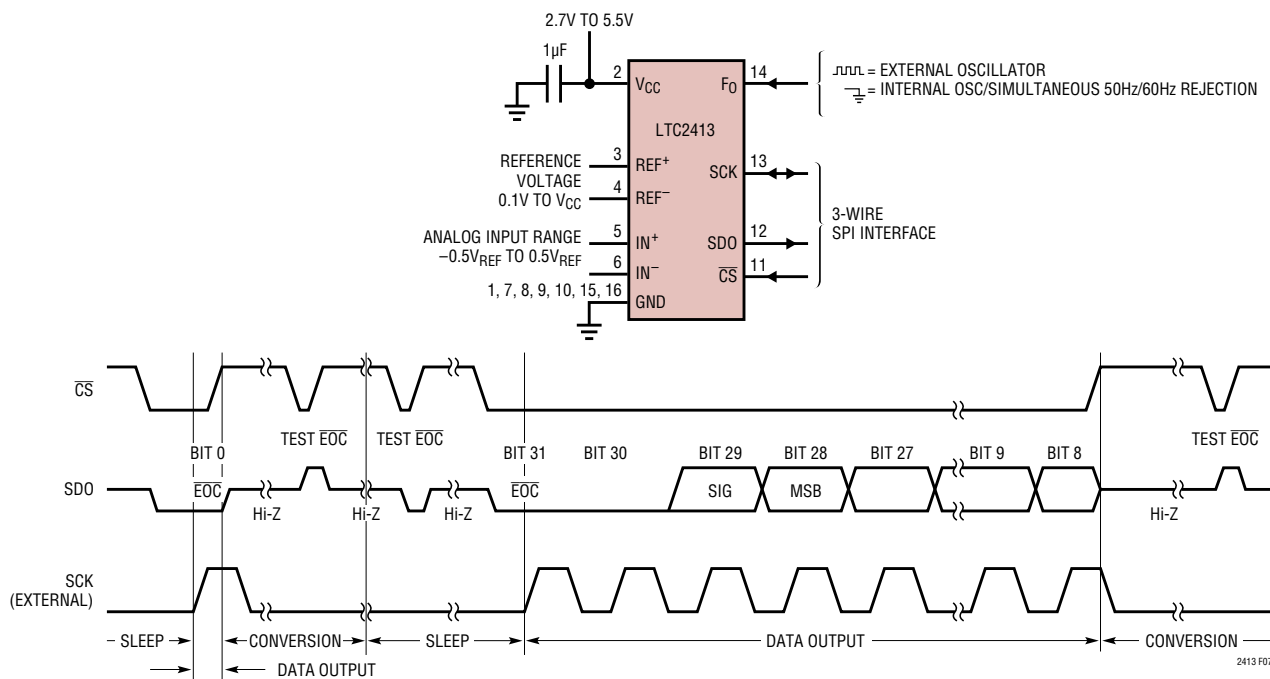 2.7V TO 5.5V
1µF
2
VCC
FO
14
= EXTERNAL OSCILLATOR
= INTERNAL OSC/SIMULTANEOUS 50Hz/60Hz REJECTION
LTC2413
REFERENCE
VOLTAGE
0.1V TO VCC
3
REF+
4
REF–
SCK
13
ANALOG INPUT RANGE
–0.5VREF TO 0.5VREF
5
IN+
6
IN–
SDO
12
CS
11
3-WIRE
SPI INTERFACE
1, 7, 8, 9, 10, 15, 16
GND
CS
TEST EOC
TEST EOC
TEST EOC
BIT 0
BIT 31
BIT 30
BIT 29
BIT 28
BIT 27
BIT 9
BIT 8
SDO
EOC
Hi-Z
Hi-Z
Hi-Z
EOC
SIG
MSB
Hi-Z
SCK
(EXTERNAL)
SLEEP
CONVERSION
SLEEP
DATA OUTPUT
CONVERSION
DATA OUTPUT
2413 F07